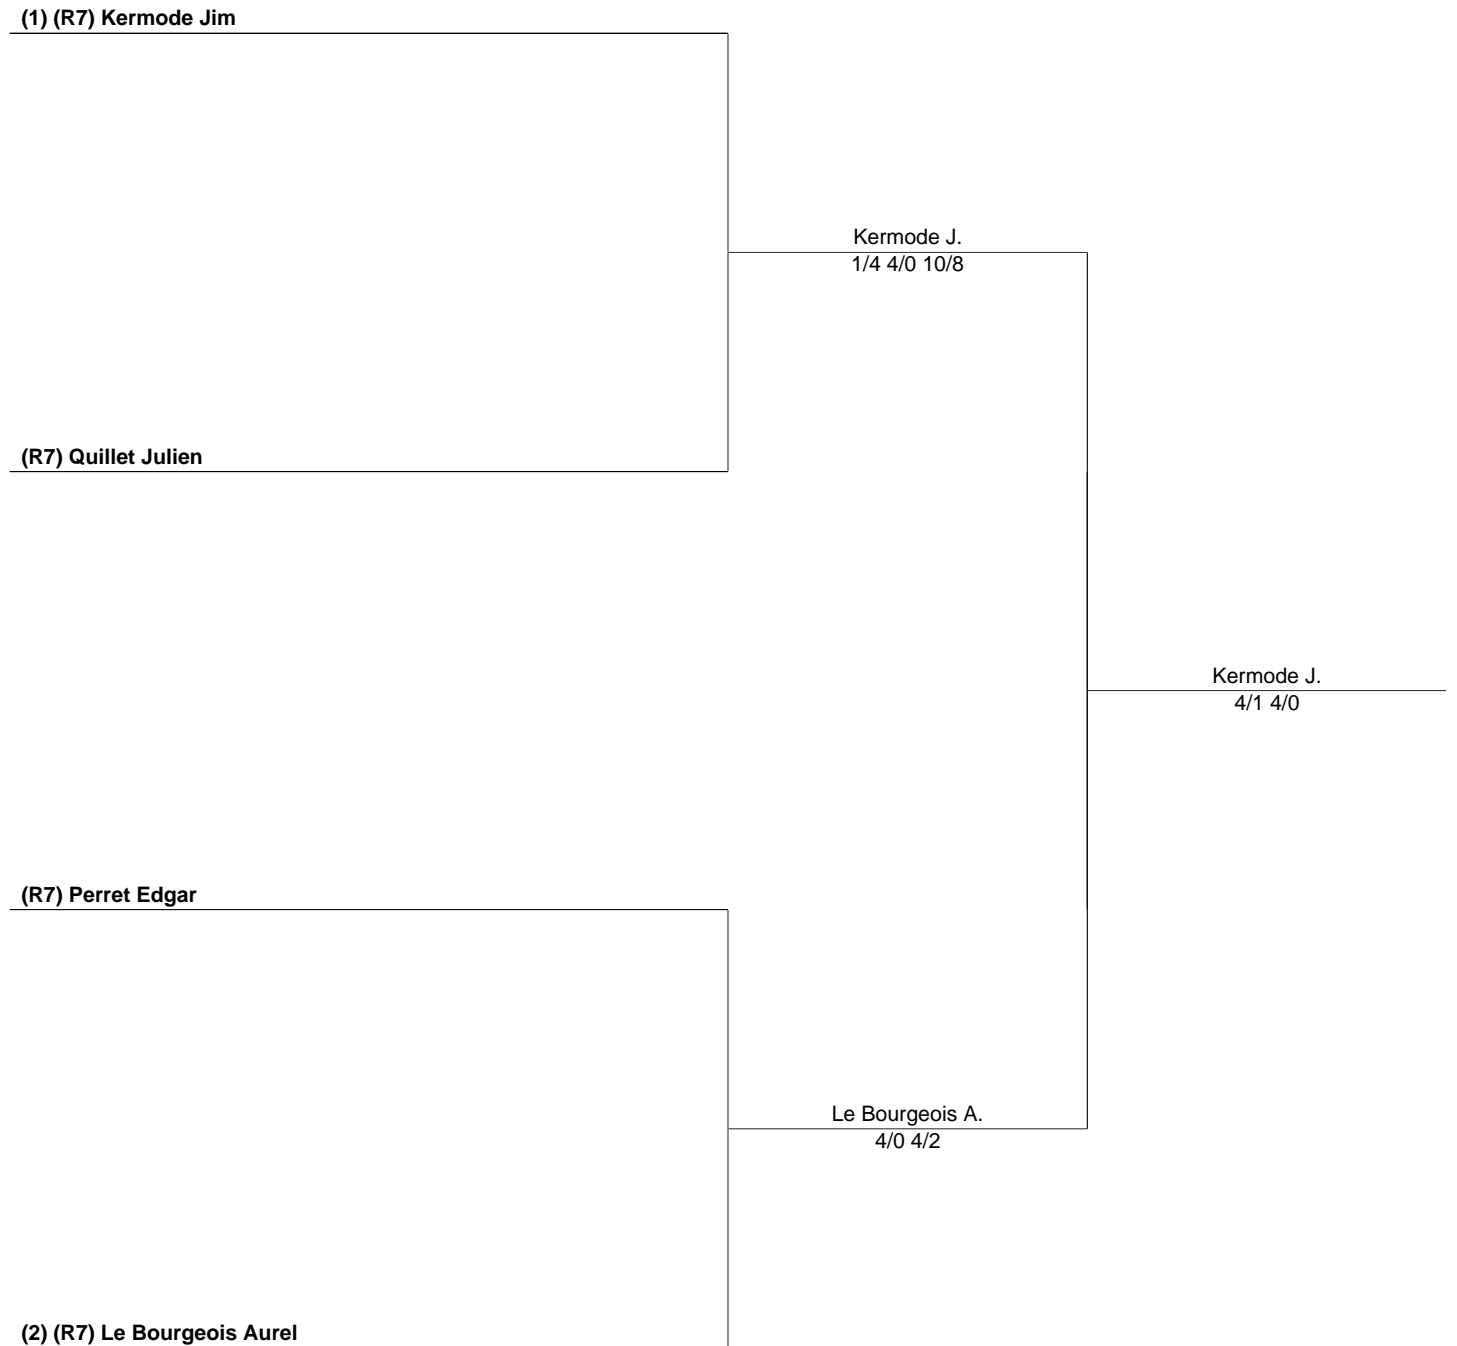 (1) (R7) Kermode Jim
Kermode J.
1/4 4/0 10/8
(R7) Quillet Julien
Kermode J.
4/1 4/0
(R7) Perret Edgar
Le Bourgeois A.
4/0 4/2
(2) (R7) Le Bourgeois Aurel